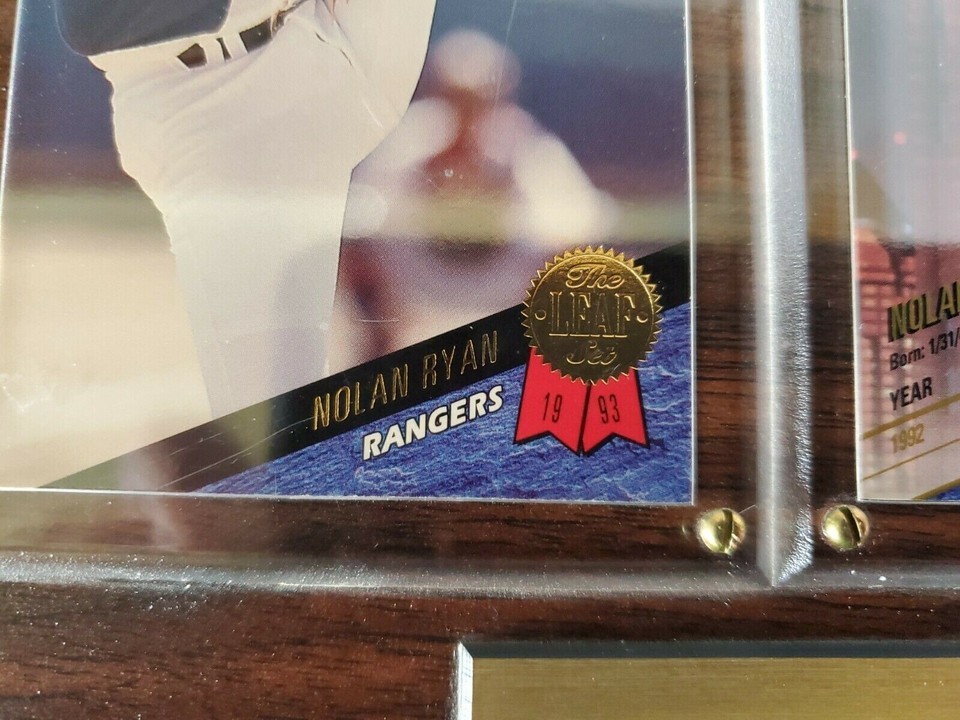 The
LEAF
Set
19 93
NOLAN RYAN
RANGERS
NOLA
Born: 1/31/
YEAR
1992